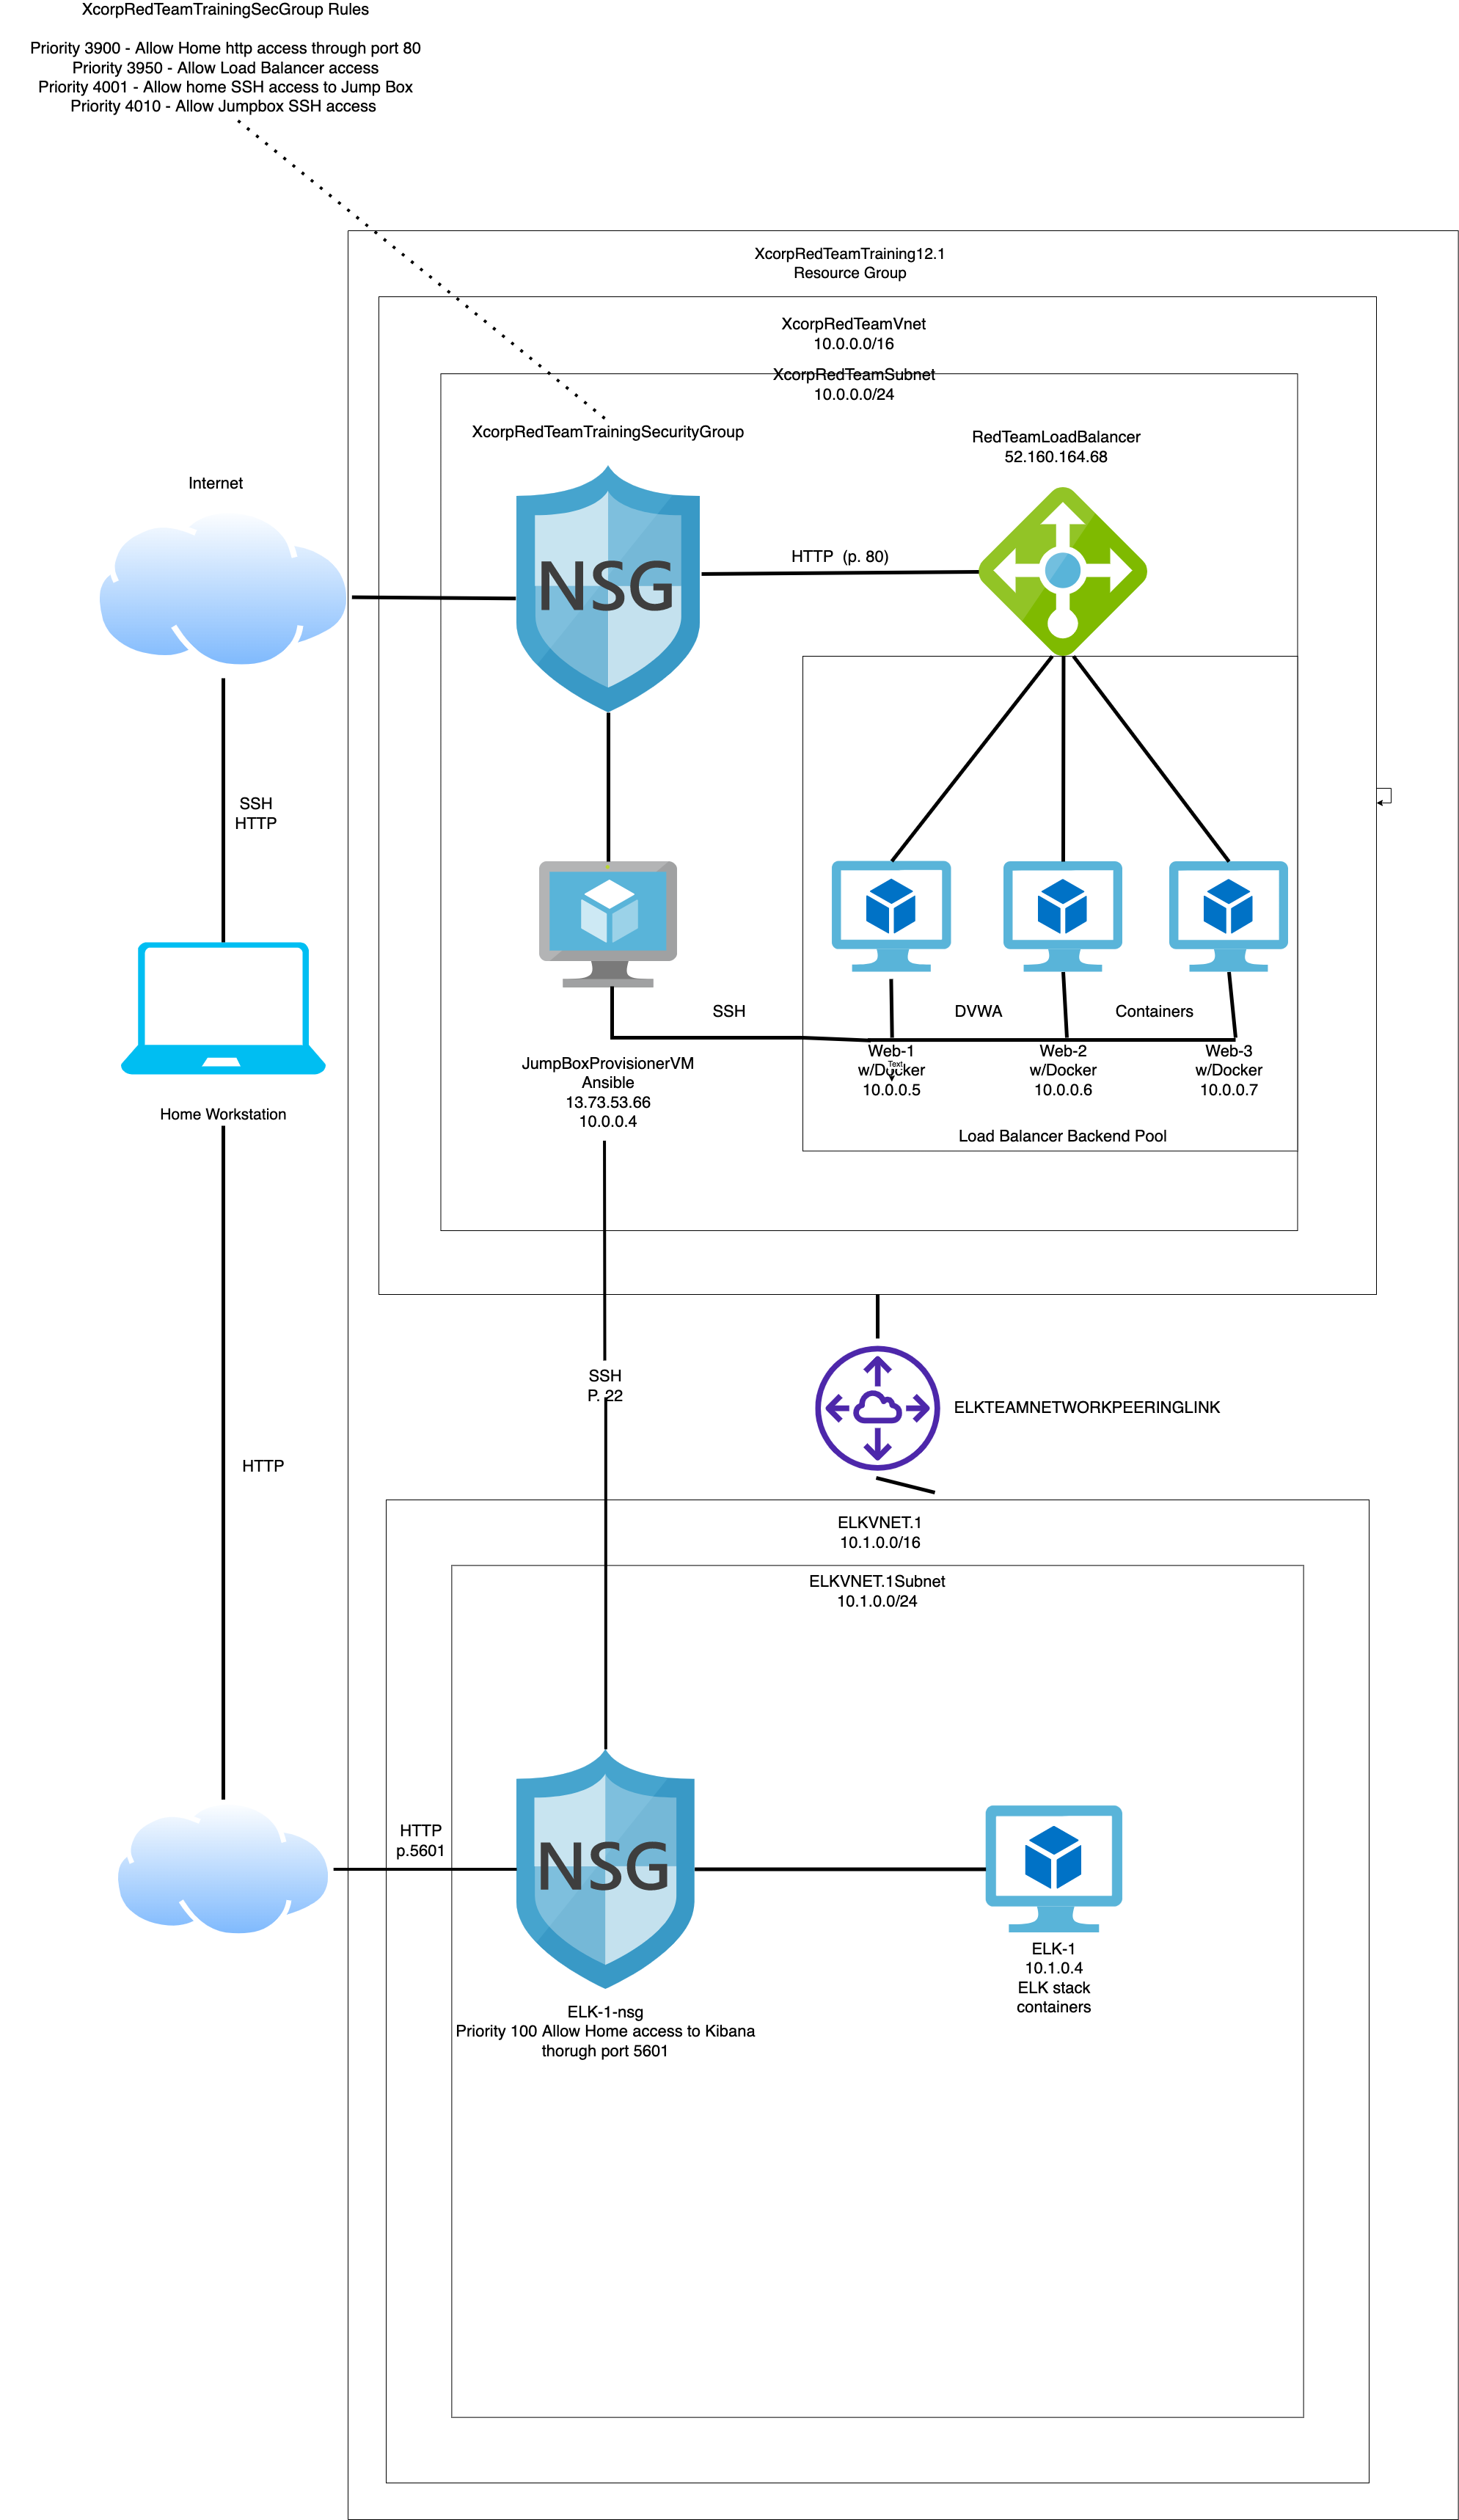 XcorpRedTeamTrainingSecGroup Rules
Priority 3900 - Allow Home http access through port 80
Priority 3950 - Allow Load Balancer access
Priority 4001 - Allow home SSH access to Jump Box
Priority 4010 - Allow Jumpbox SSH access
XcorpRedTeamTraining12.1
Resource Group
XcorpRedTeamVnet
10.0.0.0/16
XcorpRedTeamSubnet
10.0.0.0/24
XcorpRedTeamTrainingSecurityGroup
RedTeamLoadBalancer
52.160.164.68
Internet
NSG
HTTP (p. 80)
SSH
HTTP
SSH
DVWA
Containers
Web-1
w/Docker
10.0.0.5
Text
Web-2
w/Docker
10.0.0.6
Web-3
w/Docker
10.0.0.7
JumpBoxProvisionerVM
Ansible
13.73.53.66
10.0.0.4
Home Workstation
Load Balancer Backend Pool
SSH
P. 22
ELKTEAMNETWORKPEERINGLINK
HTTP
ELKVNET.1
10.1.0.0/16
ELKVNET.1Subnet
10.1.0.0/24
HTTP
p.5601
NSG
ELK-1
10.1.0.4
ELK stack
containers
ELK-1-nsg
Priority 100 Allow Home access to Kibana
thorugh port 5601